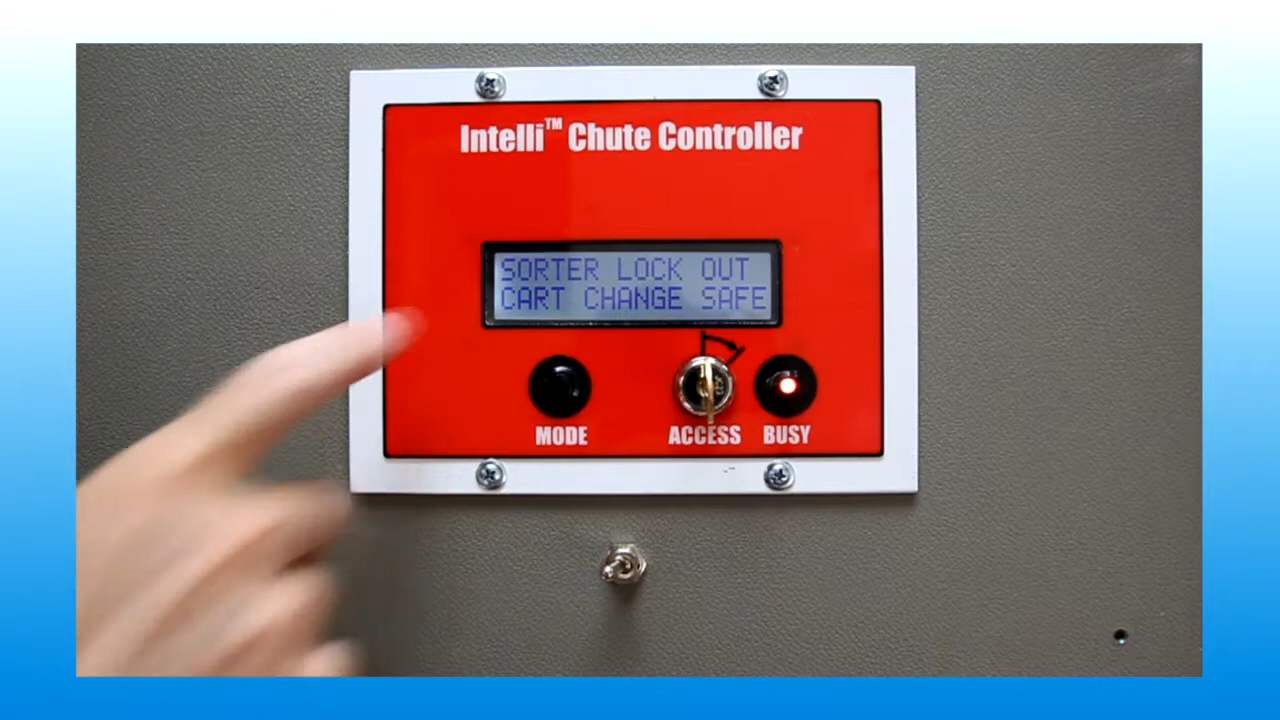 Intelli™ Chute Controller
SORTER LOCK OUT
CART CHANGE SAFE
MODE
ACCESS
BUSY